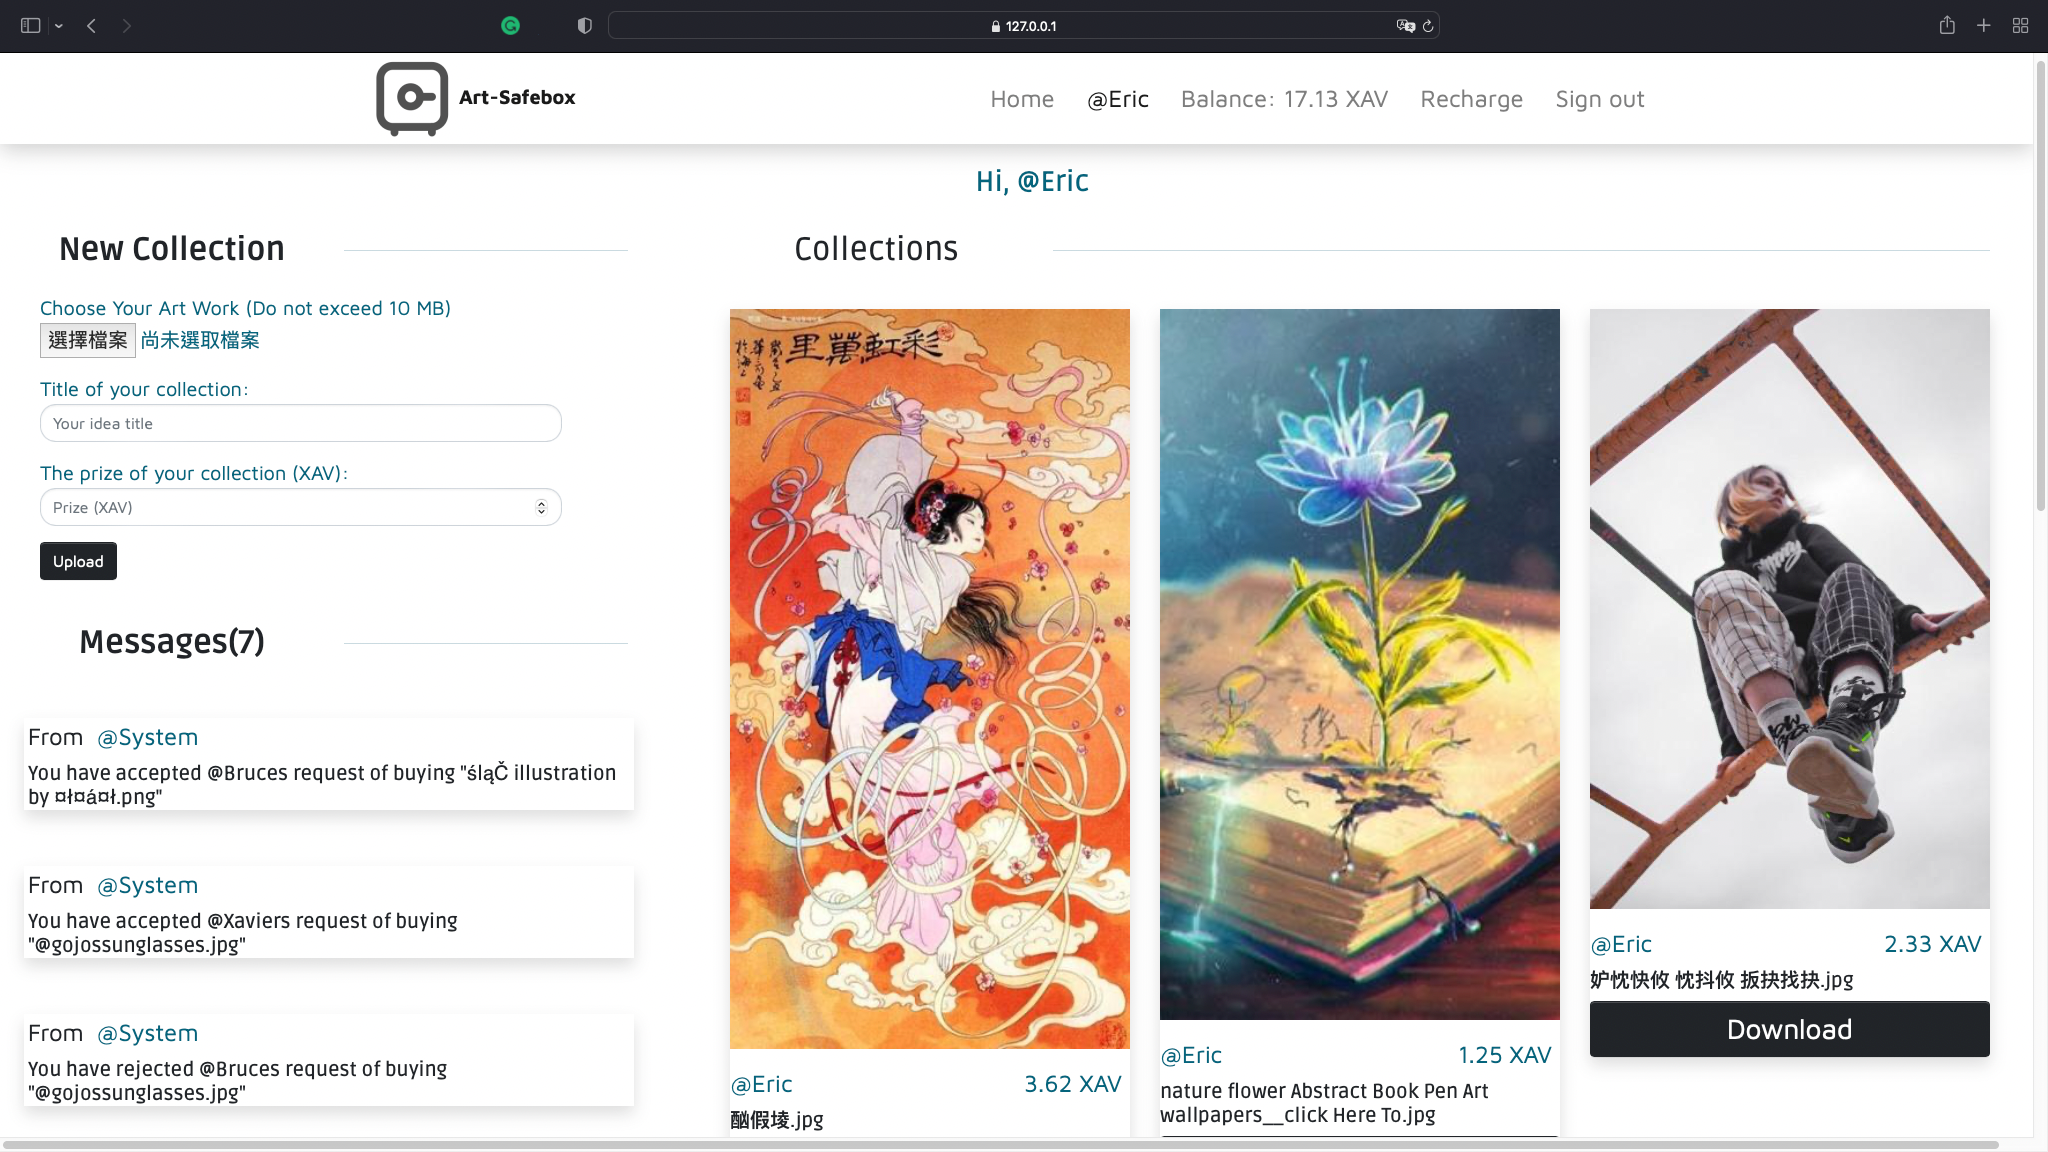 127.0.0.1
Art-Safebox
Home @Eric Balance: 17.13 XAV Recharge Sign out
Hi, @Eric
New Collection
Choose Your Art Work (Do not exceed 10 MB)
選擇檔案 尚未選取檔案
Title of your collection:
Your idea title
The prize of your collection (XAV):
Prize (XAV)
Upload
Messages(7)
From @System
You have accepted @Bruces request of buying "śląČ illustration
by ¤ł¤á¤ł.png"
From @System
You have accepted @Xaviers request of buying
"@gojossunglasses.jpg"
From @System
You have rejected @Bruces request of buying
"@gojossunglasses.jpg"
Collections
里萬虹彩
@Eric 3.62 XAV
酗假堎.jpg
@Eric 1.25 XAV
nature flower Abstract Book Pen Art
wallpapers__click Here To.jpg
@Eric 2.33 XAV
妒忱快攸 忱抖攸 扳抉找抉.jpg
Download